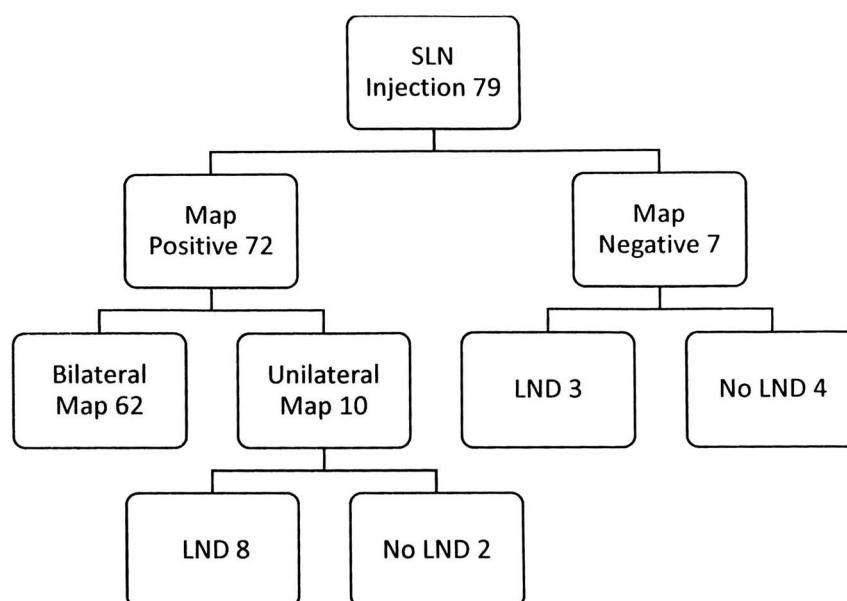 SLN
Injection 79
Map
Positive 72
Map
Negative 7
Bilateral
Map 62
Unilateral
Map 10
LND 3
No LND 4
LND 8
No LND 2